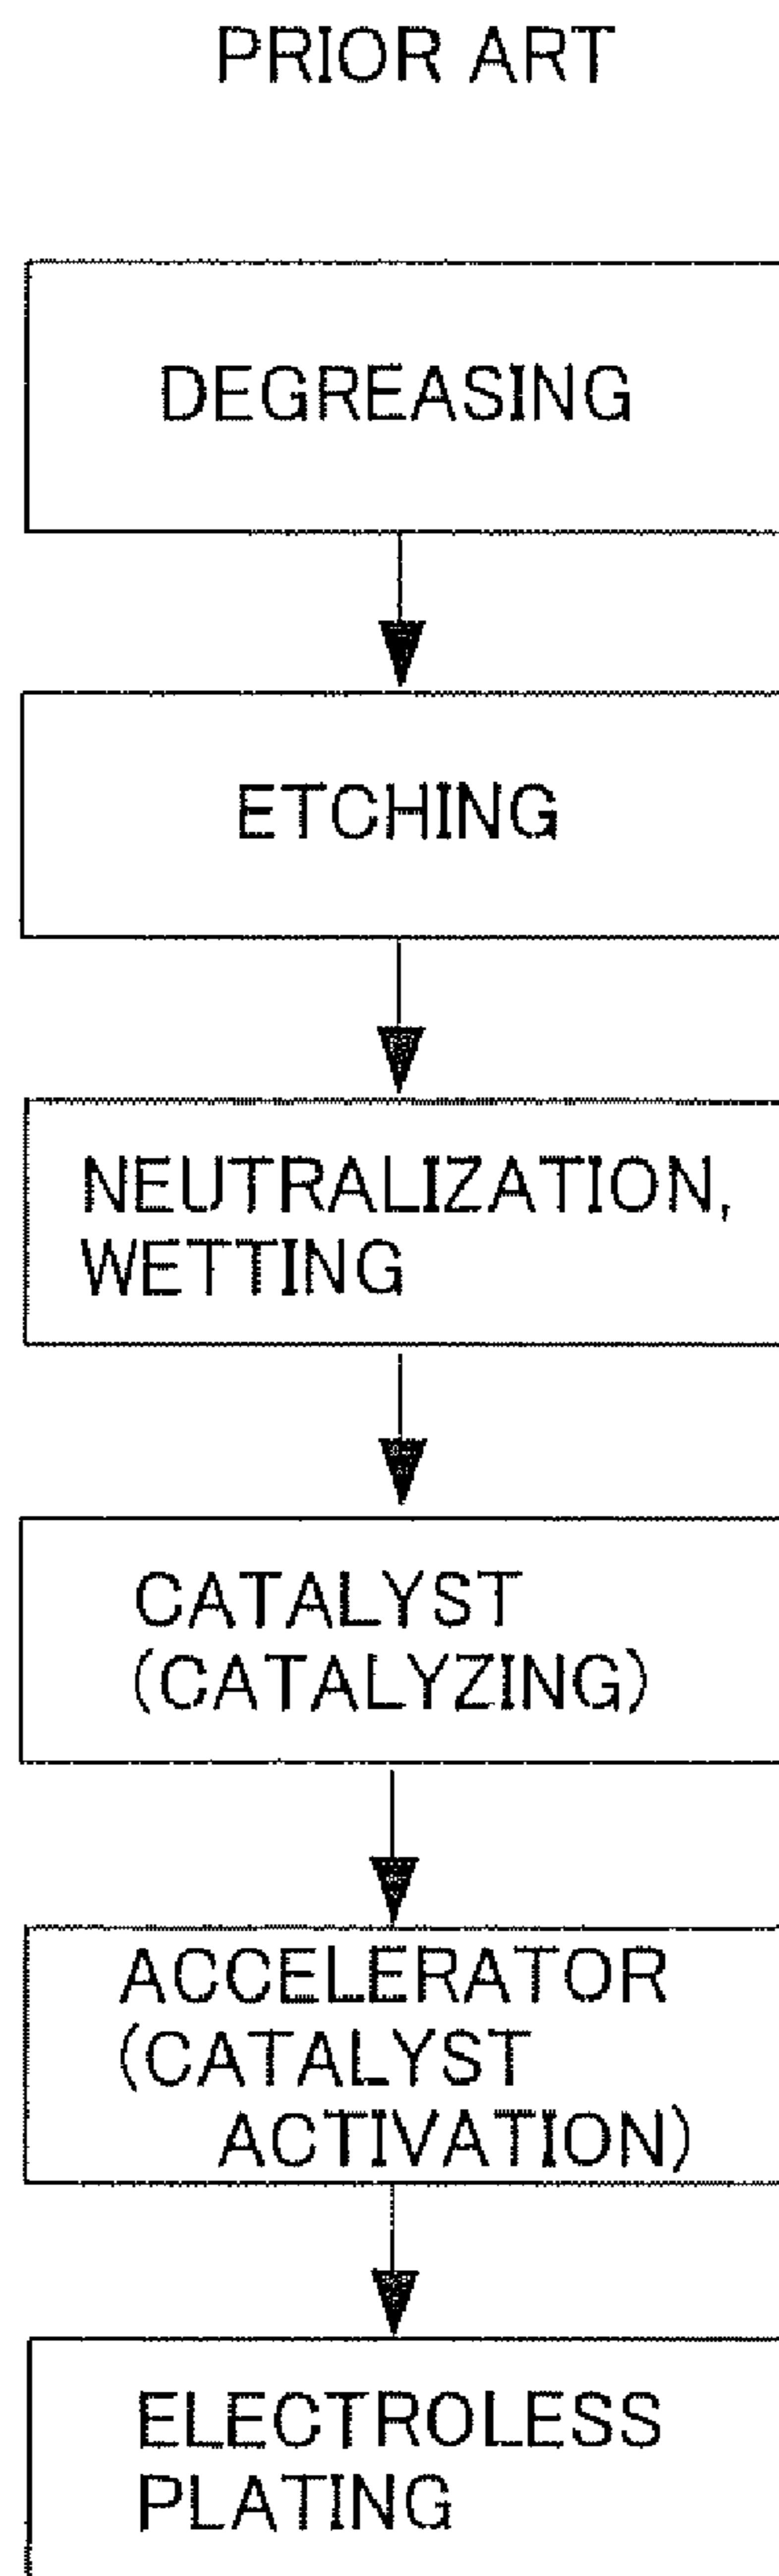 PRIOR ART
DEGREASING
ETCHING
NEUTRALIZATION,
WETTING
CATALYST
(CATALYZING)
ACCELERATOR
(CATALYST
ACTIVATION)
ELECTROLESS
PLATING